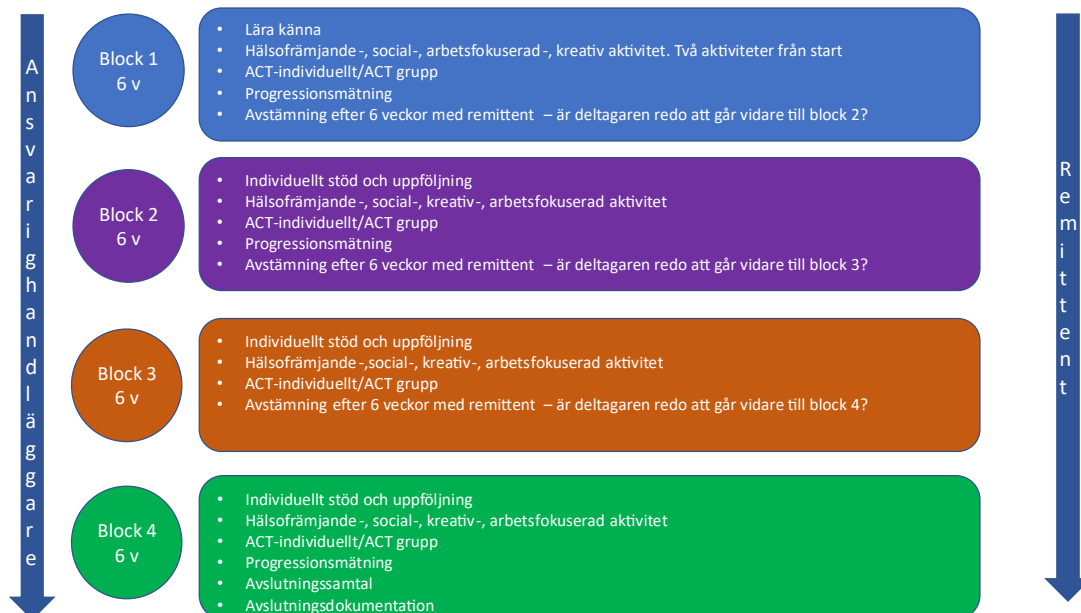 Ansvarighandläggare
Block 1
6 v
• Lära känna
• Hälsofrämjande-, social-, arbetsfokuserad-, kreativ aktivitet. Två aktiviteter från start
• ACT-individuellt/ACT grupp
• Progressionsmätning
• Avstämning efter 6 veckor med remittent – är deltagaren redo att går vidare till block 2?
Block 2
6 v
• Individuellt stöd och uppföljning
• Hälsofrämjande-, social-, kreativ-, arbetsfokuserad aktivitet
• ACT-individuellt/ACT grupp
• Progressionsmätning
• Avstämning efter 6 veckor med remittent – är deltagaren redo att går vidare till block 3?
Block 3
6 v
• Individuellt stöd och uppföljning
• Hälsofrämjande-,social-, kreativ-, arbetsfokuserad aktivitet
• ACT-individuellt/ACT grupp
• Avstämning efter 6 veckor med remittent – är deltagaren redo att går vidare till block 4?
Block 4
6 v
• Individuellt stöd och uppföljning
• Hälsofrämjande-, social-, kreativ-, arbetsfokuserad aktivitet
• ACT-individuellt/ACT grupp
• Progressionsmätning
• Avslutningssamtal
• Avslutningsdokumentation
Remittent